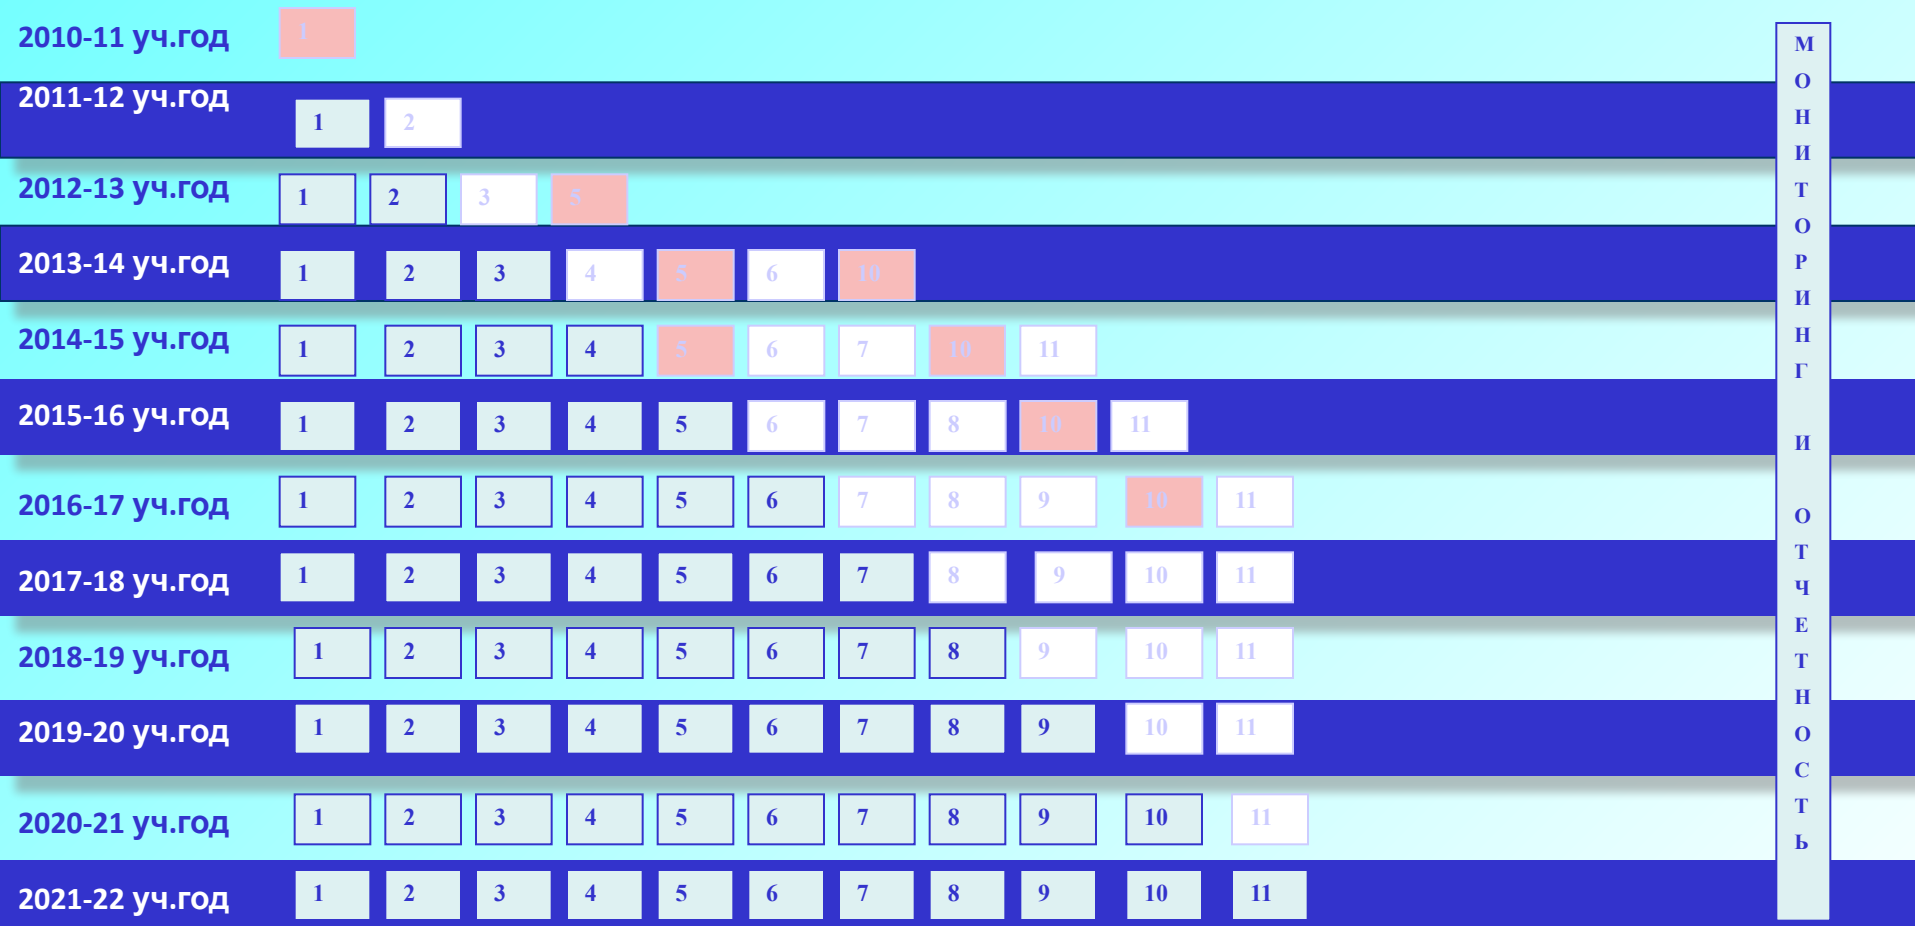 2010-11 уч.год 1
2011-12 уч.год 1 2
2012-13 уч.год 1 2 3 5
2013-14 уч.год 1 2 3 4 5 6 10
2014-15 уч.год 1 2 3 4 5 6 7 10 11
2015-16 уч.год 1 2 3 4 5 6 7 8 10 11
2016-17 уч.год 1 2 3 4 5 6 7 8 9 10 11
2017-18 уч.год 1 2 3 4 5 6 7 8 9 10 11
2018-19 уч.год 1 2 3 4 5 6 7 8 9 10 11
2019-20 уч.год 1 2 3 4 5 6 7 8 9 10 11
2020-21 уч.год 1 2 3 4 5 6 7 8 9 10 11
2021-22 уч.год 1 2 3 4 5 6 7 8 9 10 11
МОНИТОРИНГ И ОТЧЕТНОСТЬ